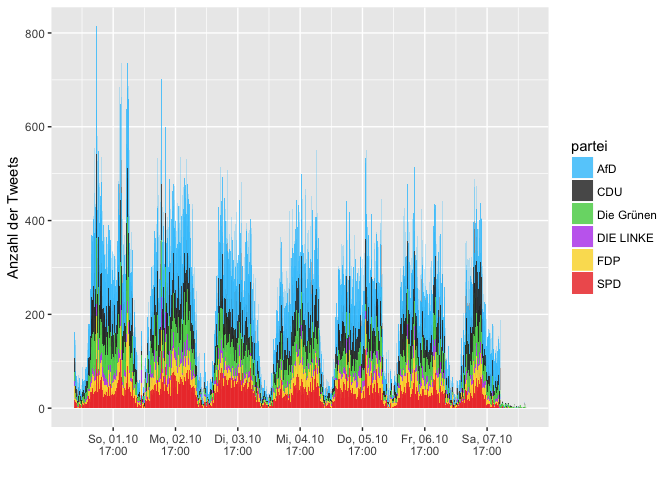 800
600
400
200
0
Anzahl der Tweets
So, 01.10
17:00
Mo, 02.10
17:00
Di, 03.10
17:00
Mi, 04.10
17:00
Do, 05.10
17:00
Fr, 06.10
17:00
Sa, 07.10
17:00
partei
AfD
CDU
Die Grünen
DIE LINKE
FDP
SPD